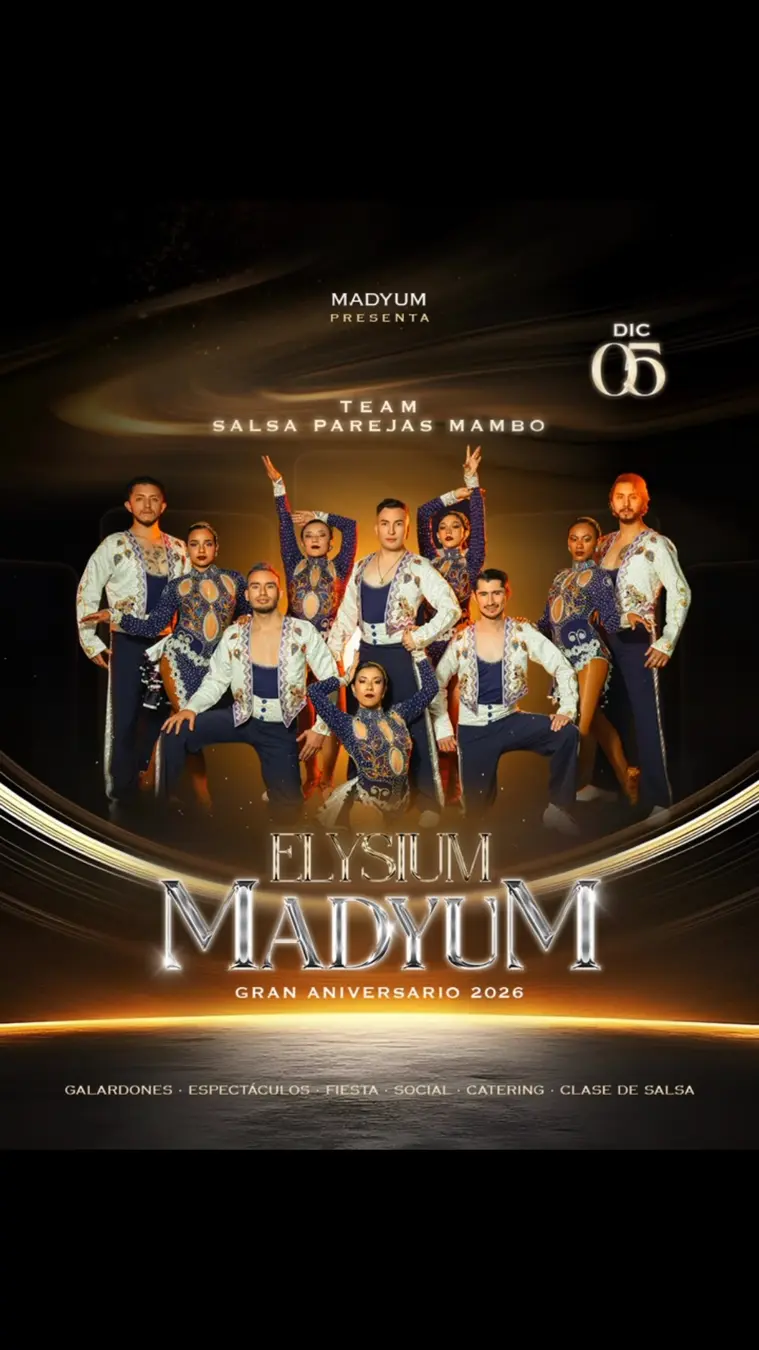 MADYUM
PRESENTA
DIC
05
TEAM
SALSA PAREJAS MAMBO
ELYSIUM
MADYUM
GRAN ANIVERSARIO 2026
GALARDONES · ESPECTÁCULOS · FIESTA · SOCIAL · CATERING · CLASE DE SALSA